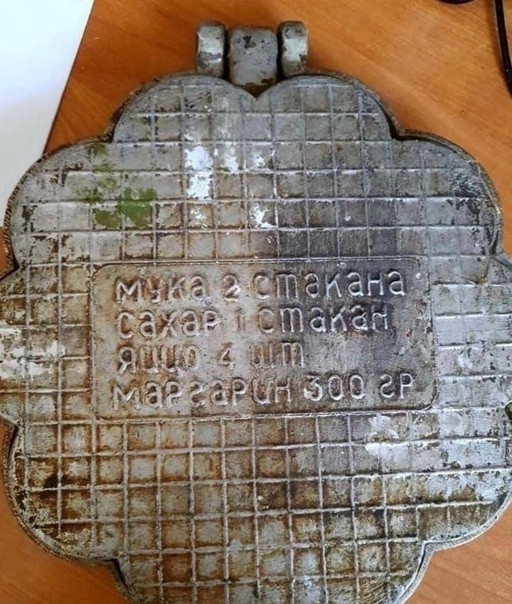 мука 2 стакана
сахар 1 стакан
яйцо 4 шт
маргарин 300 гр